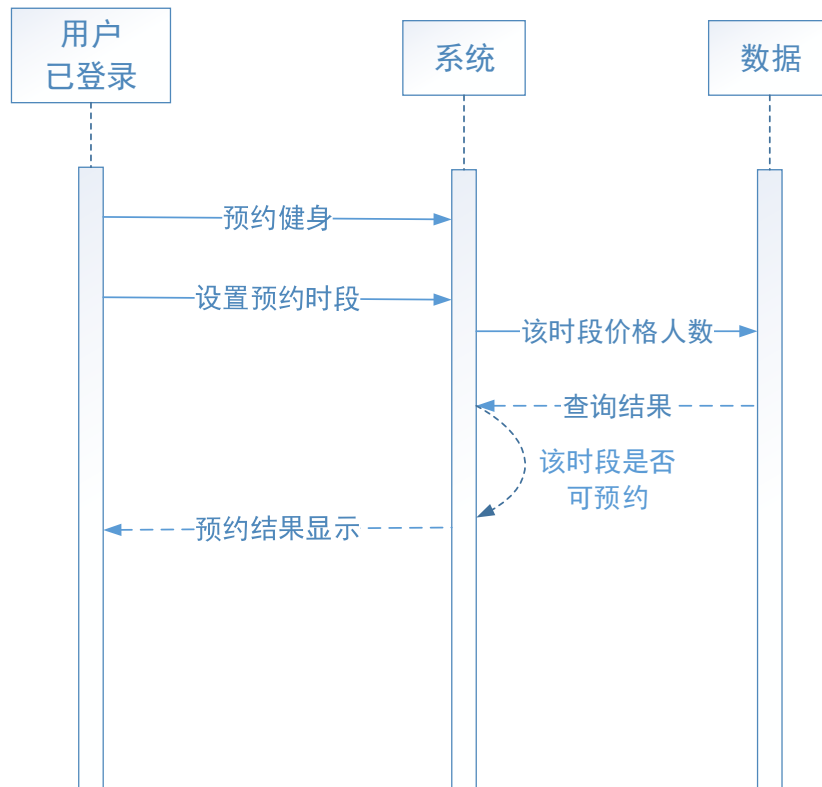 用户
已登录
系统
数据
预约健身
设置预约时段
该时段价格人数
查询结果
该时段是否
可预约
预约结果显示